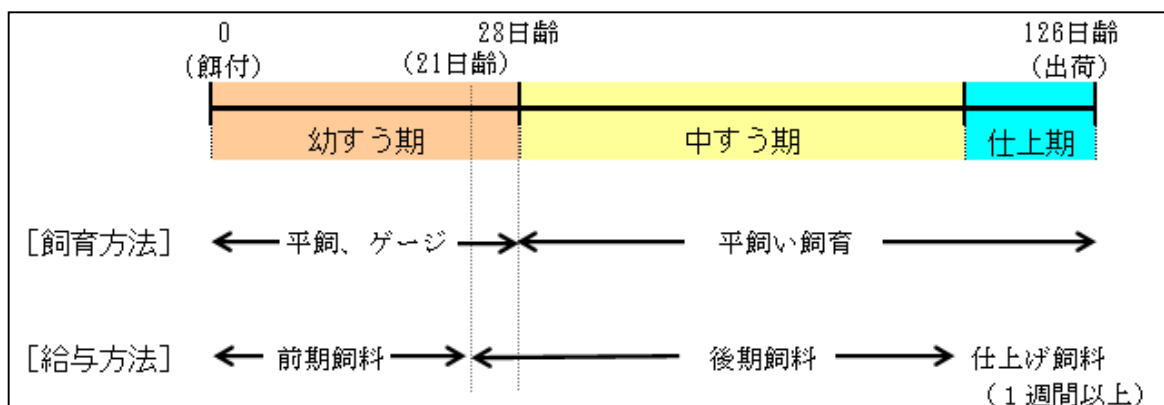 0 28日齢 126日齢
(餌付) (21日齢) (出荷)
幼すう期 中すう期 仕上期
[飼育方法] 平飼、ゲージ 平飼い飼育
[給与方法] 前期飼料 後期飼料 仕上げ飼料
(1週間以上)